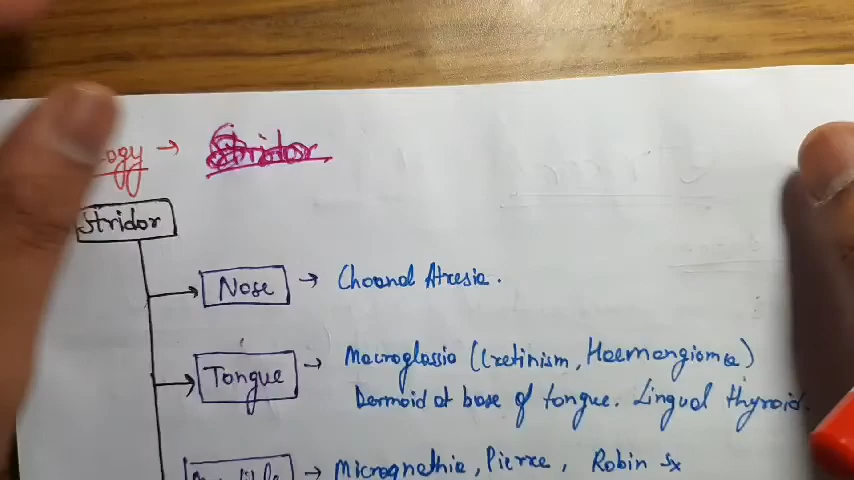 ogy → Stridor
Stridor
Nose → Choanal Atresia.
Tongue → Macroglossia (Cretinism, Haemangioma)
Dermoid at base of tongue. Lingual thyroid.
→ Micrognathia, Pierre, Robin Sx